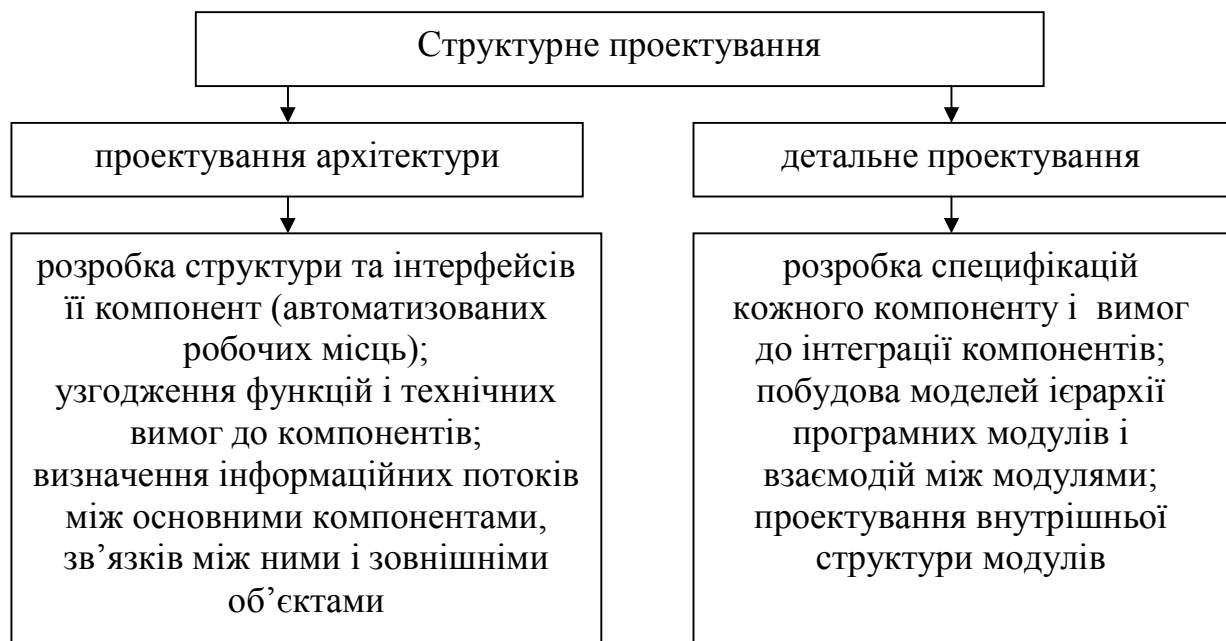 Структурне проектування
проектування архітектури
детальне проектування
розробка структури та інтерфейсів
її компонент (автоматизованих
робочих місць);
узгодження функцій і технічних
вимог до компонентів;
визначення інформаційних потоків
між основними компонентами,
зв’язків між ними і зовнішніми
об’єктами
розробка специфікацій
кожного компоненту і  вимог
до інтеграції компонентів;
побудова моделей ієрархії
програмних модулів і
взаємодій між модулями;
проектування внутрішньої
структури модулів